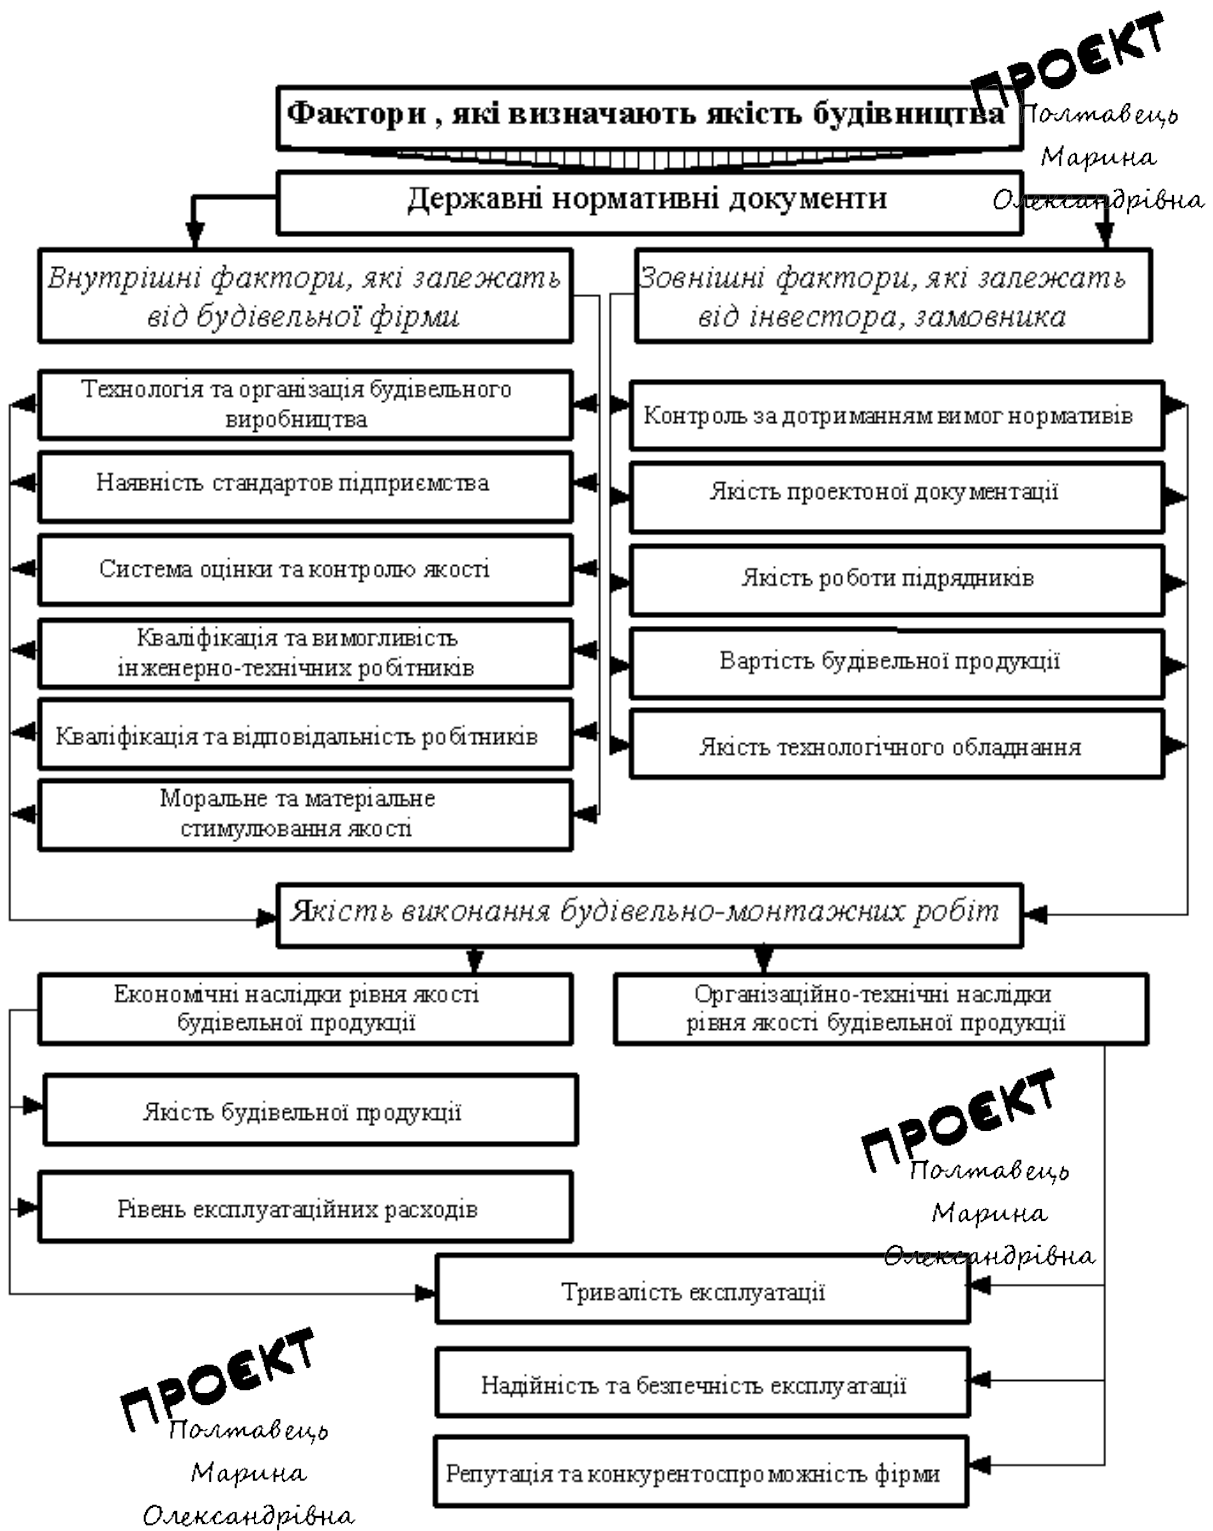 ПРОЄКТ
Полтавець
Марина
Олександрівна
Фактори , які визначають якість будівництва
Державні нормативні документи
Внутрішні фактори, які залежать
від будівельної фірми
Зовнішні фактори, які залежать
від інвестора, замовника
Технологія та організація будівельного
виробництва
Наявність стандартов підприємства
Система оцінки та контролю якості
Кваліфікація та вимогливість
інженерно-технічних робітників
Кваліфікація та відповідальність робітників
Моральне та матеріальне
стимулювання якості
Контроль за дотриманням вимог нормативів
Якість проектоної документації
Якість роботи підрядників
Вартість будівельної продукції
Якість технологічного обладнання
Якість виконання будівельно-монтажних робіт
Економічні наслідки рівня якості
будівельної продукції
Організаційно-технічні наслідки
рівня якості будівельної продукції
Якість будівельної продукції
Рівень експлуатаційних расходів
ПРОЄКТ
Полтавець
Марина
Олександрівна
Тривалість експлуатації
Надійність та безпечність експлуатації
Репутація та конкурентоспроможність фірми
ПРОЄКТ
Полтавець
Марина
Олександрівна